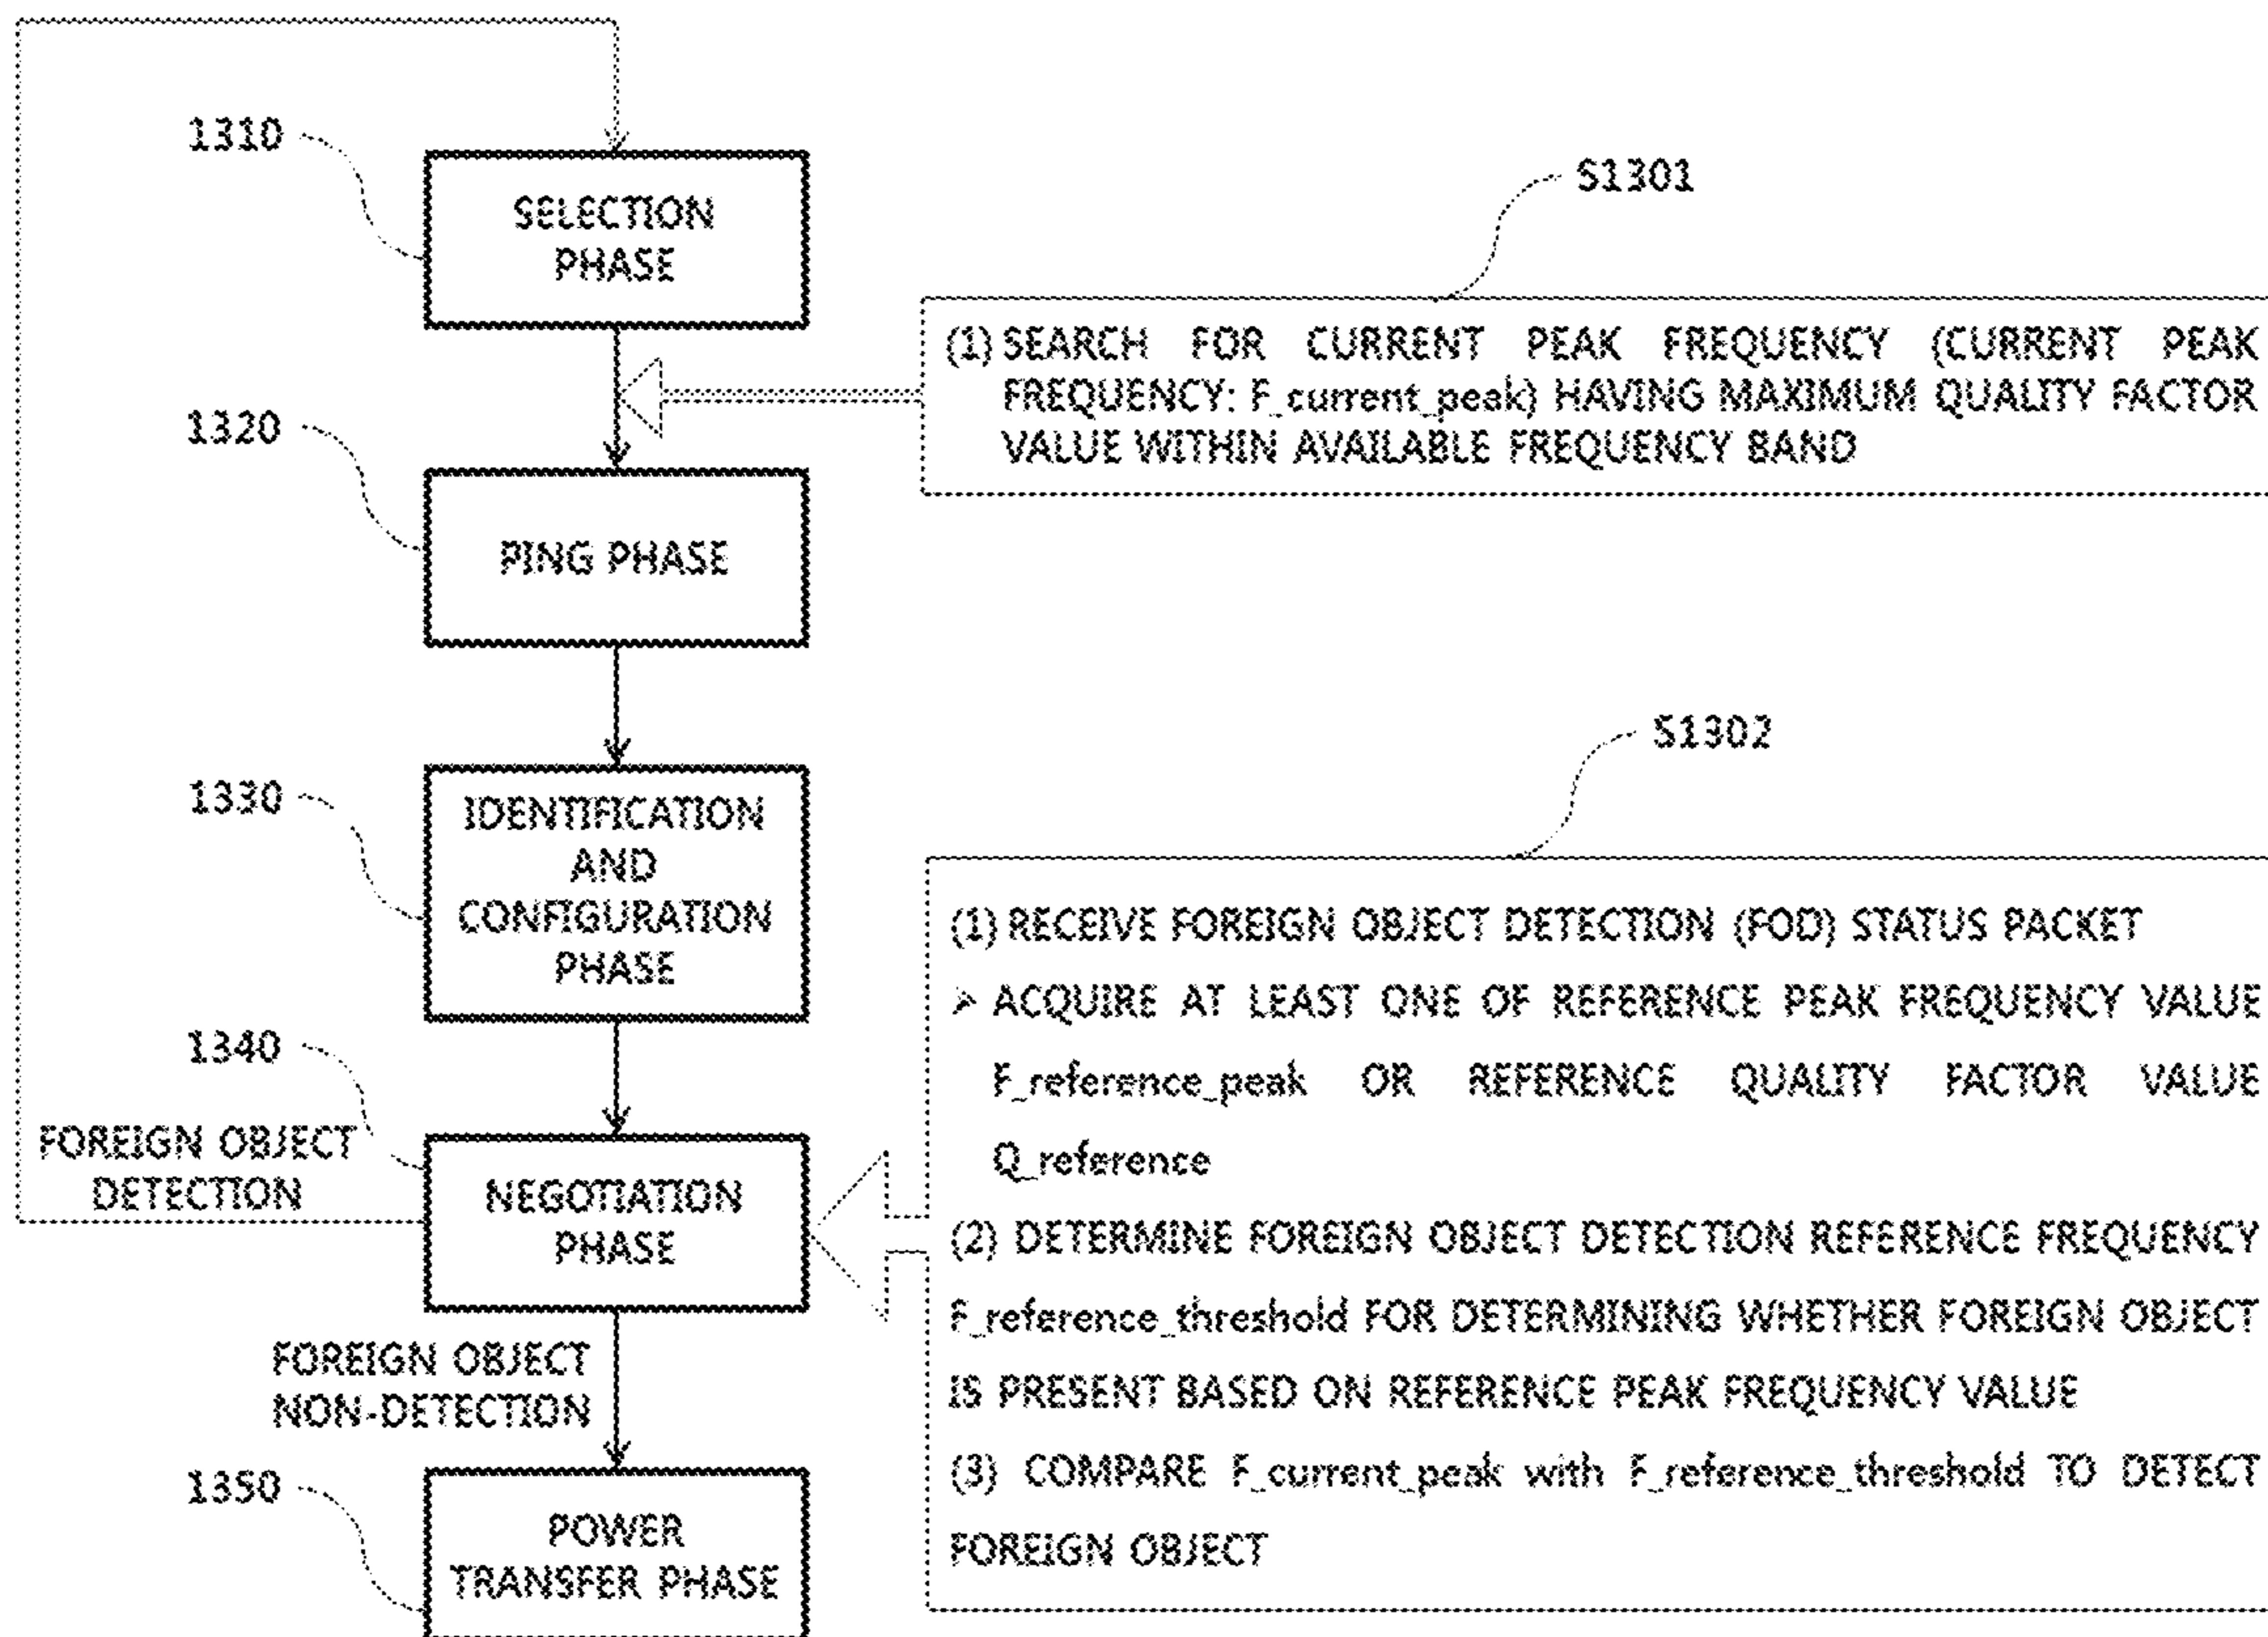 1310
SELECTION
PHASE
S1301
(1) SEARCH FOR CURRENT PEAK FREQUENCY (CURRENT PEAK
FREQUENCY: F_current_peak) HAVING MAXIMUM QUALITY FACTOR
VALUE WITHIN AVAILABLE FREQUENCY BAND
1320
PING PHASE
1330
IDENTIFICATION
AND
CONFIGURATION
PHASE
S1302
(1) RECEIVE FOREIGN OBJECT DETECTION (FOD) STATUS PACKET
➢ ACQUIRE AT LEAST ONE OF REFERENCE PEAK FREQUENCY VALUE
F_reference_peak OR REFERENCE QUALITY FACTOR VALUE
Q_reference
(2) DETERMINE FOREIGN OBJECT DETECTION REFERENCE FREQUENCY
F_reference_threshold FOR DETERMINING WHETHER FOREIGN OBJECT
IS PRESENT BASED ON REFERENCE PEAK FREQUENCY VALUE
(3) COMPARE F_current_peak with F_reference_threshold TO DETECT
FOREIGN OBJECT
1340
FOREIGN OBJECT
DETECTION
NEGOTIATION
PHASE
FOREIGN OBJECT
NON-DETECTION
1350
POWER
TRANSFER PHASE